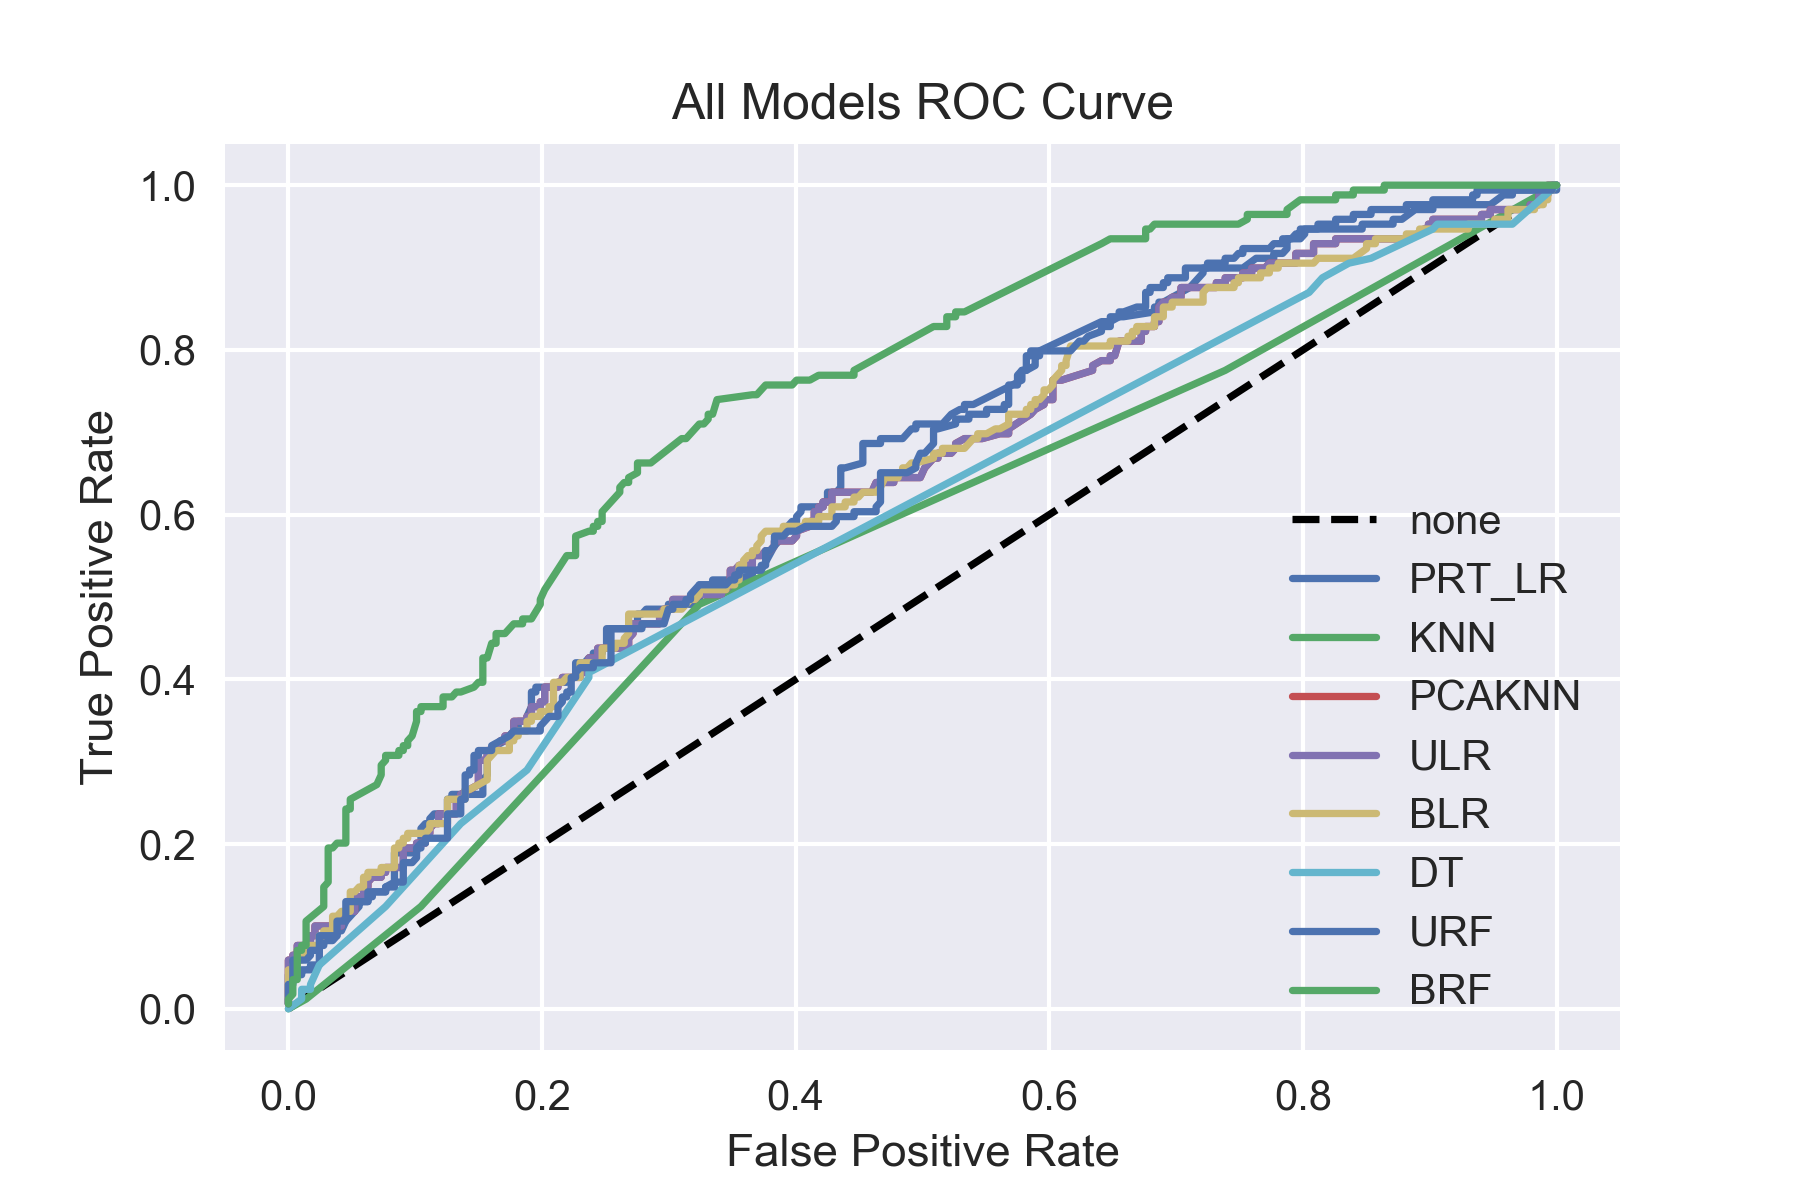 All Models ROC Curve
1.0
0.8
0.6
0.4
0.2
0.0
True Positive Rate
none
PRT_LR
KNN
PCAKNN
ULR
BLR
DT
URF
BRF
0.0 0.2 0.4 0.6 0.8 1.0
False Positive Rate